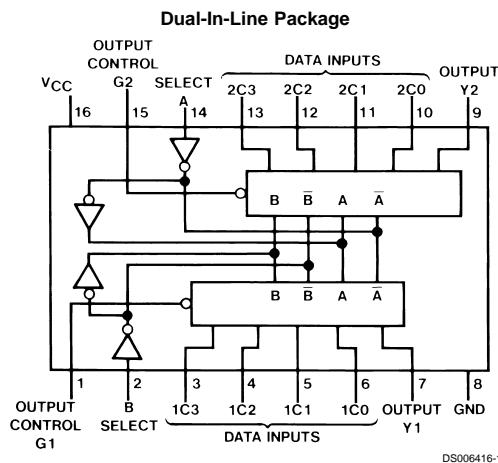 Dual-In-Line Package
OUTPUT
CONTROL
G2
SELECT
A
DATA INPUTS
OUTPUT
Y2
VCC
2C3
2C2
2C1
2C0
16
15
14
13
12
11
10
9
B
B̅
A
A̅
B
B̅
A
A̅
1
2
3
4
5
6
7
8
OUTPUT
CONTROL
G1
B
SELECT
1C3
1C2
1C1
1C0
DATA INPUTS
OUTPUT
Y1
GND
DS006416-1